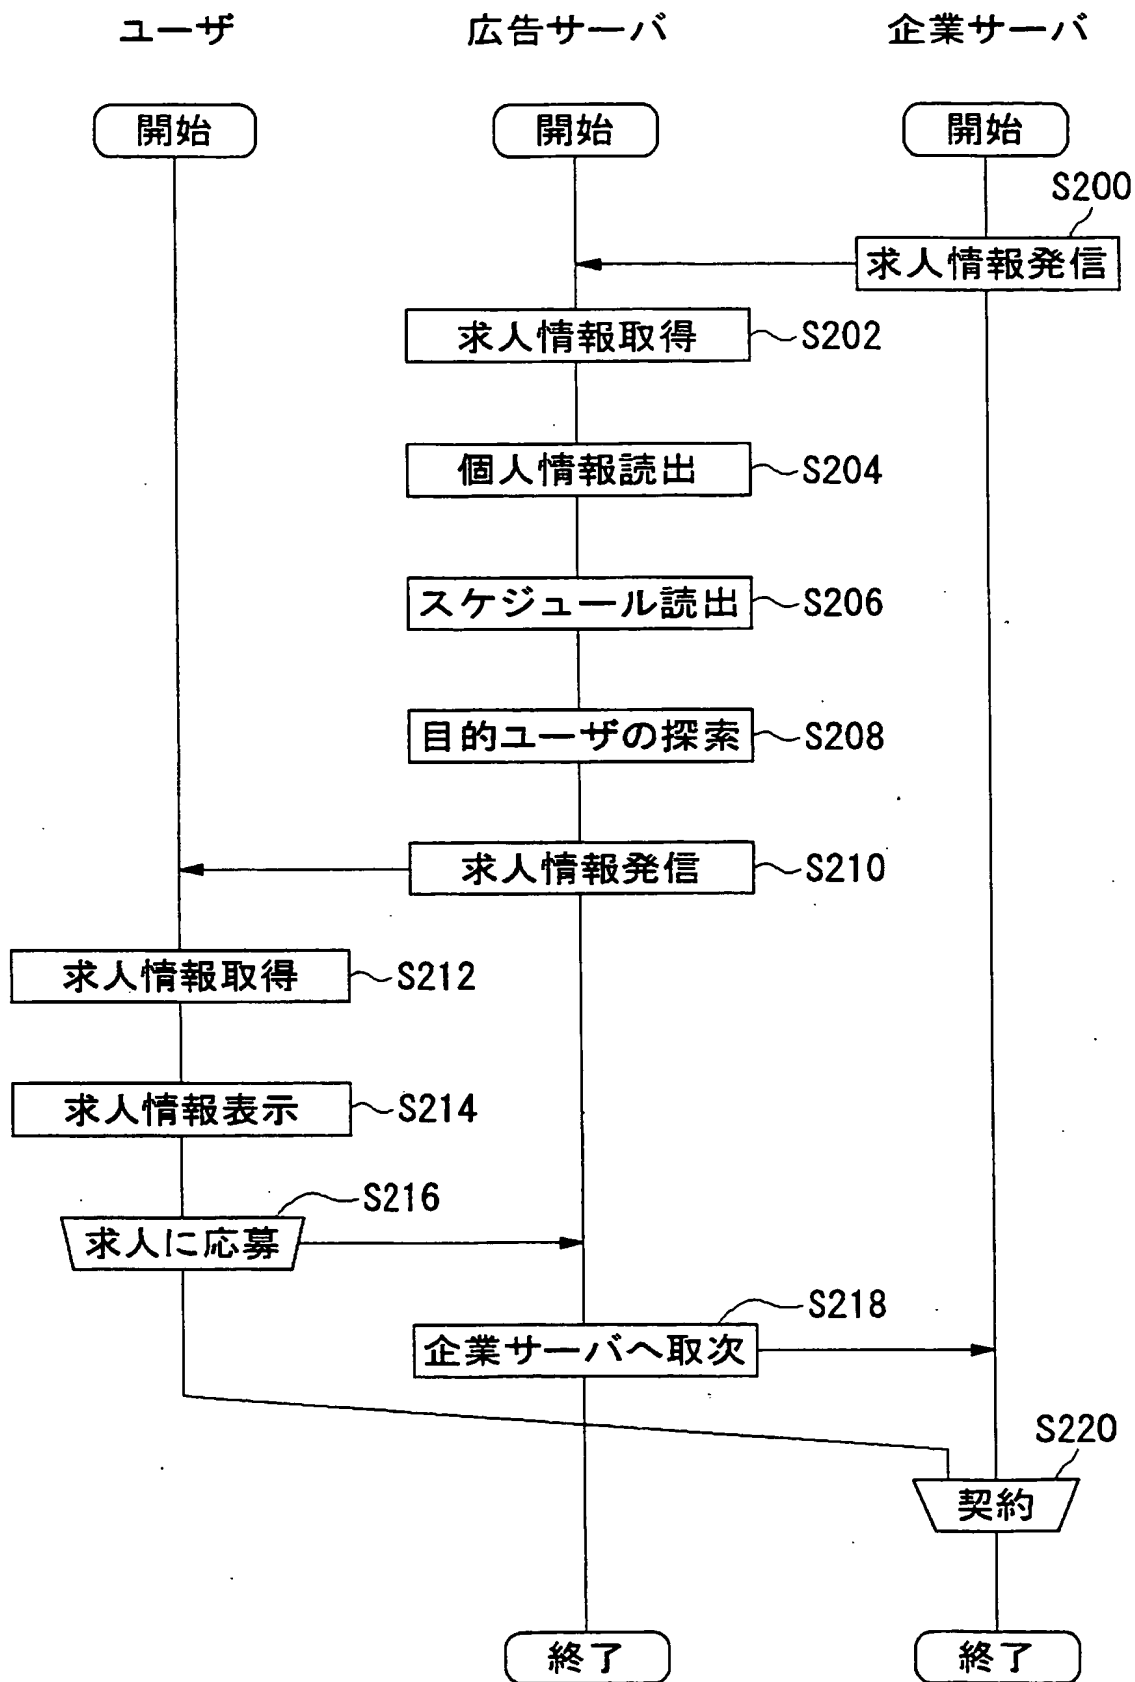 ユーザ 広告サーバ 企業サーバ
開始 開始 開始
S200
求人情報発信
求人情報取得 S202
個人情報読出 S204
スケジュール読出 S206
目的ユーザの探索 S208
求人情報発信 S210
求人情報取得 S212
求人情報表示 S214
S216
求人に応募
S218
企業サーバへ取次
S220
契約
終了 終了